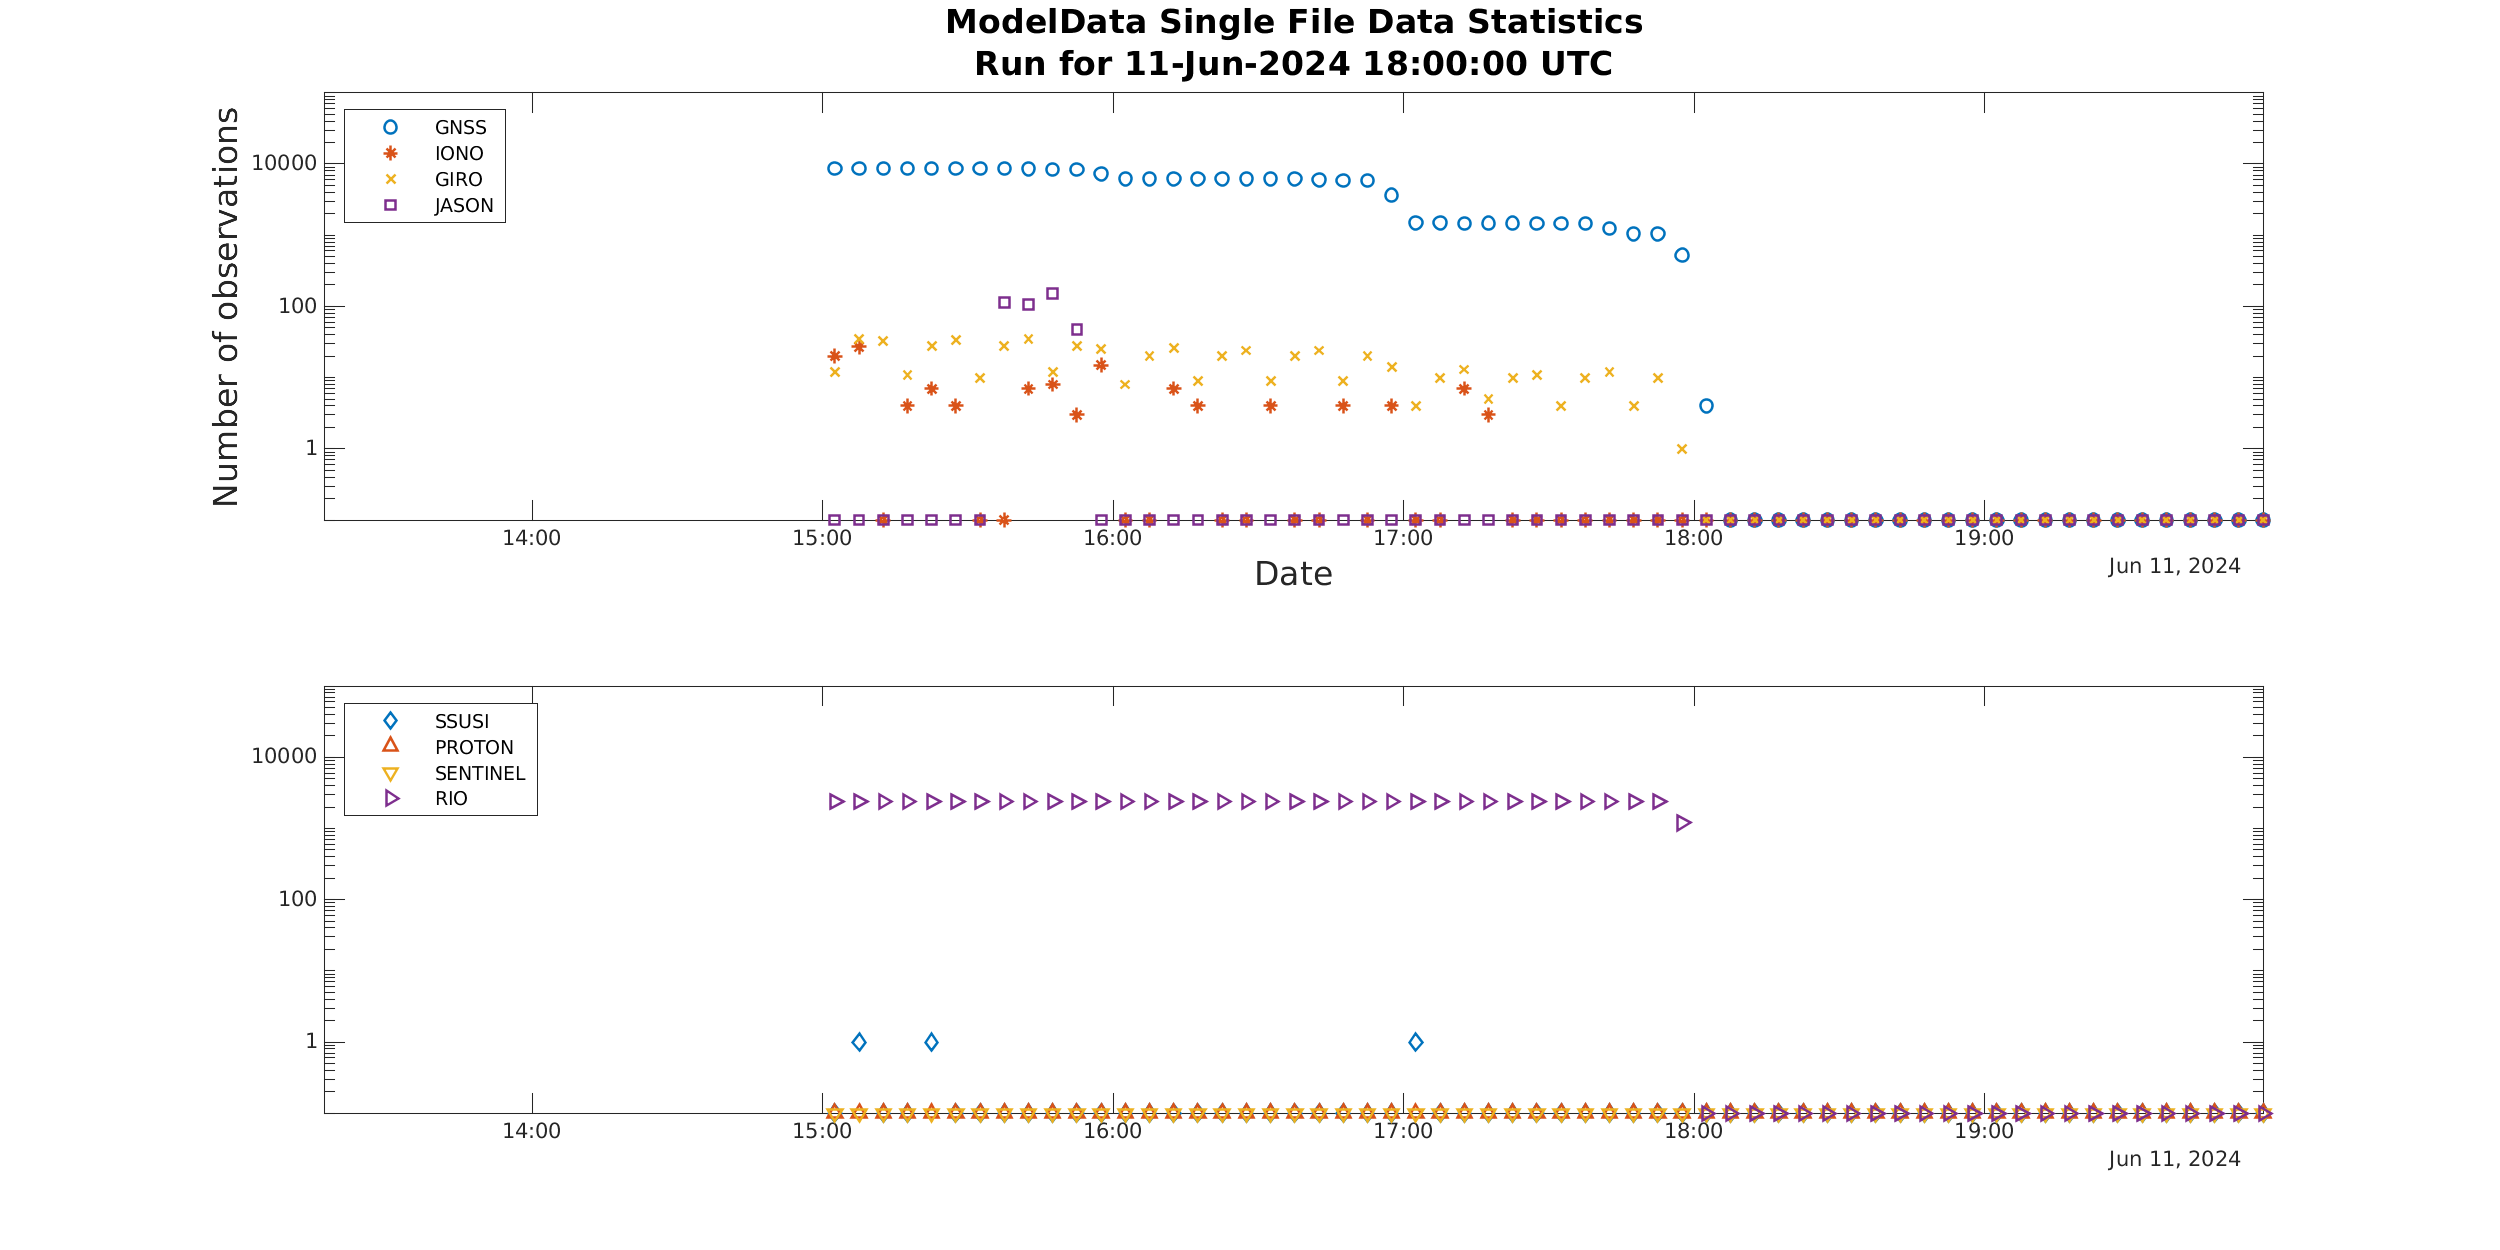 ModelData Single File Data Statistics
Run for 11-Jun-2024 18:00:00 UTC
Number of observations
10000
100
1
GNSS
IONO
GIRO
JASON
14:00 15:00 16:00 17:00 18:00 19:00
Date
Jun 11, 2024
10000
100
1
SSUSI
PROTON
SENTINEL
RIO
14:00 15:00 16:00 17:00 18:00 19:00
Jun 11, 2024